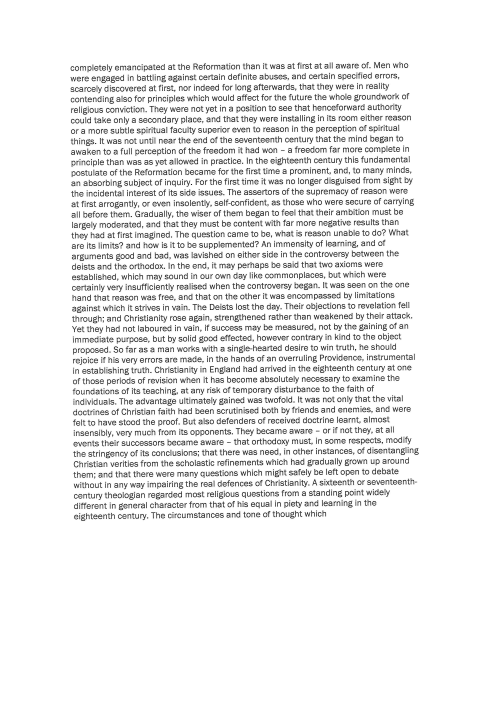 completely emancipated at the Reformation than it was at first at all aware of. Men who
were engaged in battling against certain definite abuses, and certain specified errors,
scarcely discovered at first, nor indeed for long afterwards, that they were in reality
contending also for principles which would affect for the future the whole groundwork of
religious conviction. They were not yet in a position to see that henceforward authority
could take only a secondary place, and that they were installing in its room either reason
or a more subtle spiritual faculty superior even to reason in the perception of spiritual
things. It was not until near the end of the seventeenth century that the mind began to
awaken to a full perception of the freedom it had won – a freedom far more complete in
principle than was as yet allowed in practice. In the eighteenth century this fundamental
postulate of the Reformation became for the first time a prominent, and, to many minds,
an absorbing subject of inquiry. For the first time it was no longer disguised from sight by
the incidental interest of its side issues. The assertors of the supremacy of reason were
at first arrogantly, or even insolently, self-confident, as those who were secure of carrying
all before them. Gradually, the wiser of them began to feel that their ambition must be
largely moderated, and that they must be content with far more negative results than
they had at first imagined. The question came to be, what is reason unable to do? What
are its limits? and how is it to be supplemented? An immensity of learning, and of
arguments good and bad, was lavished on either side in the controversy between the
deists and the orthodox. In the end, it may perhaps be said that two axioms were
established, which may sound in our own day like commonplaces, but which were
certainly very insufficiently realised when the controversy began. It was seen on the one
hand that reason was free, and that on the other it was encompassed by limitations
against which it strives in vain. The Deists lost the day. Their objections to revelation fell
through; and Christianity rose again, strengthened rather than weakened by their attack.
Yet they had not laboured in vain, if success may be measured, not by the gaining of an
immediate purpose, but by solid good effected, however contrary in kind to the object
proposed. So far as a man works with a single-hearted desire to win truth, he should
rejoice if his very errors are made, in the hands of an overruling Providence, instrumental
in establishing truth. Christianity in England had arrived in the eighteenth century at one
of those periods of revision when it has become absolutely necessary to examine the
foundations of its teaching, at any risk of temporary disturbance to the faith of
individuals. The advantage ultimately gained was twofold. It was not only that the vital
doctrines of Christian faith had been scrutinised both by friends and enemies, and were
felt to have stood the proof. But also defenders of received doctrine learnt, almost
insensibly, very much from its opponents. They became aware – or if not they, at all
events their successors became aware – that orthodoxy must, in some respects, modify
the stringency of its conclusions; that there was need, in other instances, of disentangling
Christian verities from the scholastic refinements which had gradually grown up around
them; and that there were many questions which might safely be left open to debate
without in any way impairing the real defences of Christianity. A sixteenth or seventeenth-
century theologian regarded most religious questions from a standing point widely
different in general character from that of his equal in piety and learning in the
eighteenth century. The circumstances and tone of thought which